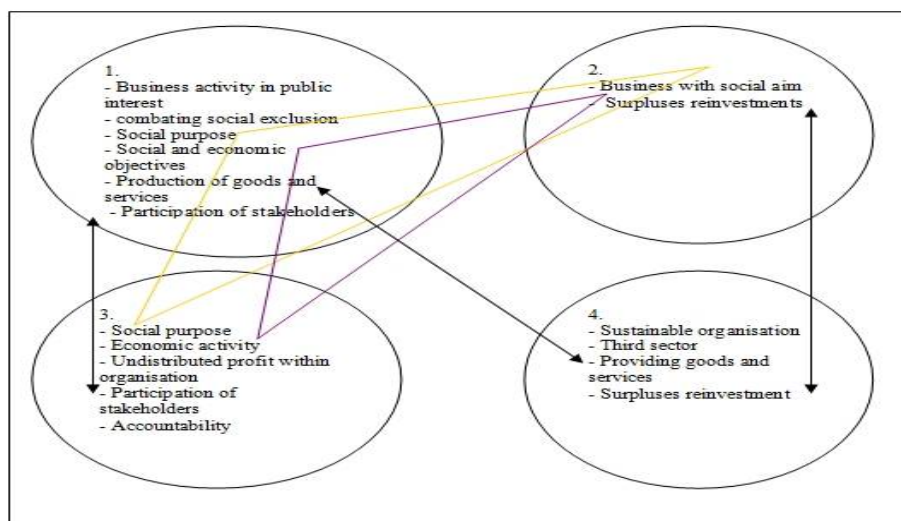 1.
- Business activity in public
interest
- combating social exclusion
- Social purpose
- Social and economic
objectives
- Production of goods and
services
- Participation of stakeholders
2.
- Business with social aim
- Surpluses reinvestments
3.
- Social purpose
- Economic activity
- Undistributed profit within
organisation
- Participation of
stakeholders
- Accountability
4.
- Sustainable organisation
- Third sector
- Providing goods and
services
- Surpluses reinvestment